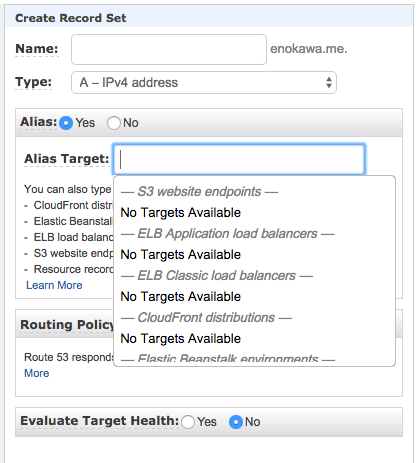 Create Record Set
Name: enokawa.me.
Type: A – IPv4 address
Alias: Yes No
Alias Target:
You can also type
— S3 website endpoints —
- CloudFront distri
No Targets Available
- Elastic Beanstalk
— ELB Application load balancers —
- ELB load balanc
No Targets Available
- S3 website endp
- Resource recor
— ELB Classic load balancers —
Learn More
No Targets Available
— CloudFront distributions —
Routing Policy
No Targets Available
Route 53 responds
— Elastic Beanstalk environments —
More
Evaluate Target Health: Yes No